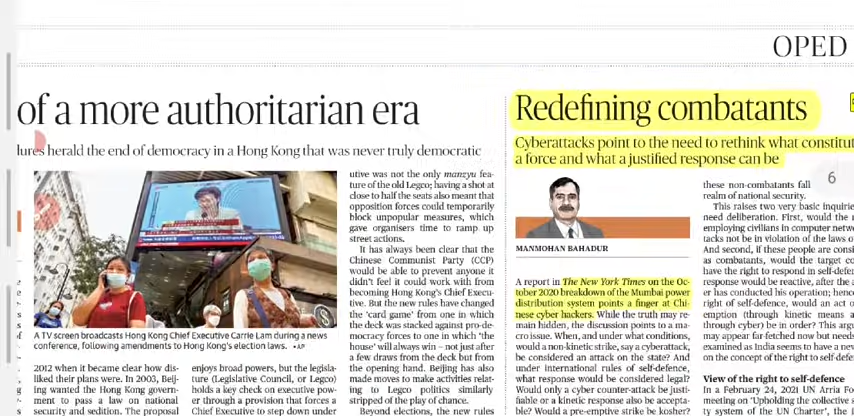 OPED
of a more authoritarian era
lures herald the end of democracy in a Hong Kong that was never truly democratic
A TV screen broadcasts Hong Kong Chief Executive Carrie Lam during a news
conference, following amendments to Hong Kong's election laws. • AP
2012 when it became clear how dis-
liked their plans were. In 2003, Beij-
ing wanted the Hong Kong govern-
ment to pass a law on national
security and sedition. The proposal
enjoys broad powers, but the legisla-
ture (Legislative Council, or Legco)
holds a key check on executive pow-
er through a provision that forces a
Chief Executive to step down under
utive was not the only manzyu fea-
ture of the old Legco; having a shot at
close to half the seats also meant that
opposition forces could temporarily
block unpopular measures, which
gave organisers time to ramp up
street actions.
It has always been clear that the
Chinese Communist Party (CCP)
would be able to prevent anyone it
didn't feel it could work with from
becoming Hong Kong's Chief Execu-
tive. But the new rules have changed
the 'card game' from one in which
the deck was stacked against pro-de-
mocracy forces to one in which 'the
house' will always win – not just after
a few draws from the deck but from
the opening hand. Beijing has also
made moves to make activities relat-
ing to Legco politics similarly
stripped of the play of chance.
Beyond elections, the new rules
Redefining combatants
Cyberattacks point to the need to rethink what constitut
a force and what a justified response can be
MANMOHAN BAHADUR
A report in The New York Times on the Oc-
tober 2020 breakdown of the Mumbai power
distribution system points a finger at Chi-
nese cyber hackers. While the truth may re-
main hidden, the discussion points to a ma-
cro issue. When, and under what conditions,
would a non-kinetic strike, say a cyberattack,
be considered an attack on the state? And
under international rules of self-defence,
what response would be considered legal?
Would only a cyber counter-attack be justi-
fiable or a kinetic response also be accepta-
ble? Would a pre-emptive strike be kosher?
6
these non-combatants fall
realm of national security.
This raises two very basic inquirie
need deliberation. First, would the
employing civilians in computer netw
tacks not be in violation of the laws o
And second, if these people are consi
as combatants, would the target co
have the right to respond in self-defen
response would be reactive, after the a
er has conducted his operation; henc
right of self-defence, would an act o
emption (through kinetic means a
through cyber) be in order? This argu
may appear far fetched now but needs
examined as India seems to have a new
on the concept of the right to self-defen
View of the right to self-defence
In a February 24, 2021 UN Arria Fo
meeting on 'Upholding the collective s
ty system of the UN Charter', the